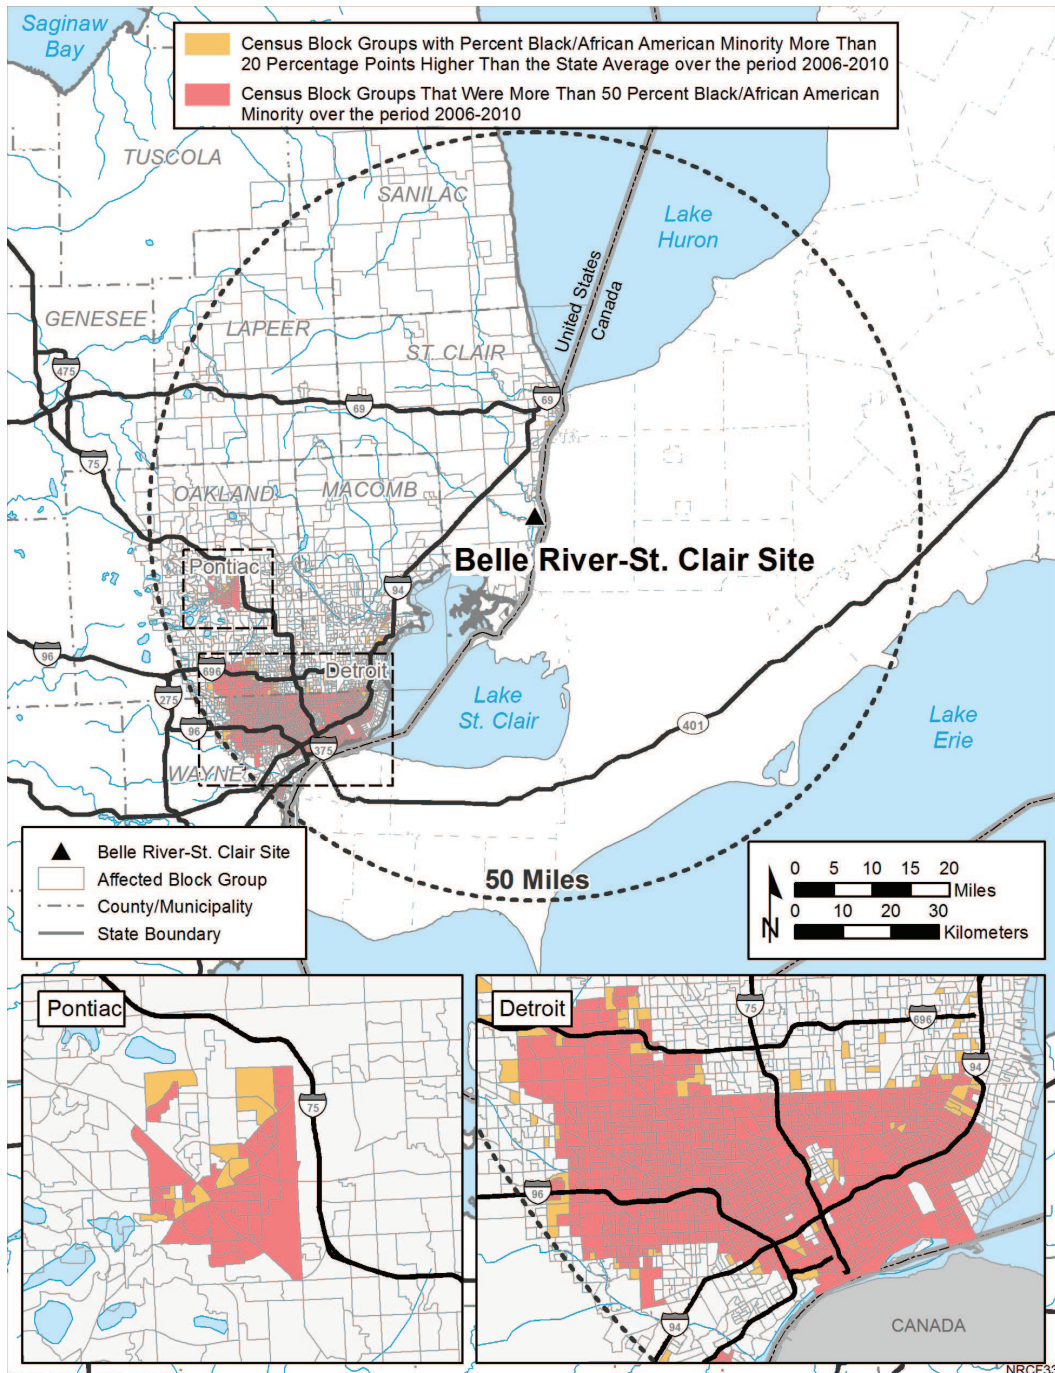 Saginaw
Bay
Census Block Groups with Percent Black/African American Minority More Than
20 Percentage Points Higher Than the State Average over the period 2006-2010
Census Block Groups That Were More Than 50 Percent Black/African American
Minority over the period 2006-2010
TUSCOLA
SANILAC
Lake
Huron
United States
Canada
GENESEE
LAPEER
ST. CLAIR
475
69
69
75
OAKLAND
MACOMB
Belle River-St. Clair Site
Pontiac
94
96
696
Detroit
275
96
375
Lake
St. Clair
401
Lake
Erie
WAYNE
50 Miles
Belle River-St. Clair Site
Affected Block Group
County/Municipality
State Boundary
0 5 10 15 20
Miles
0 10 20 30
Kilometers
N
Pontiac
75
Detroit
75
696
94
96
94
CANADA